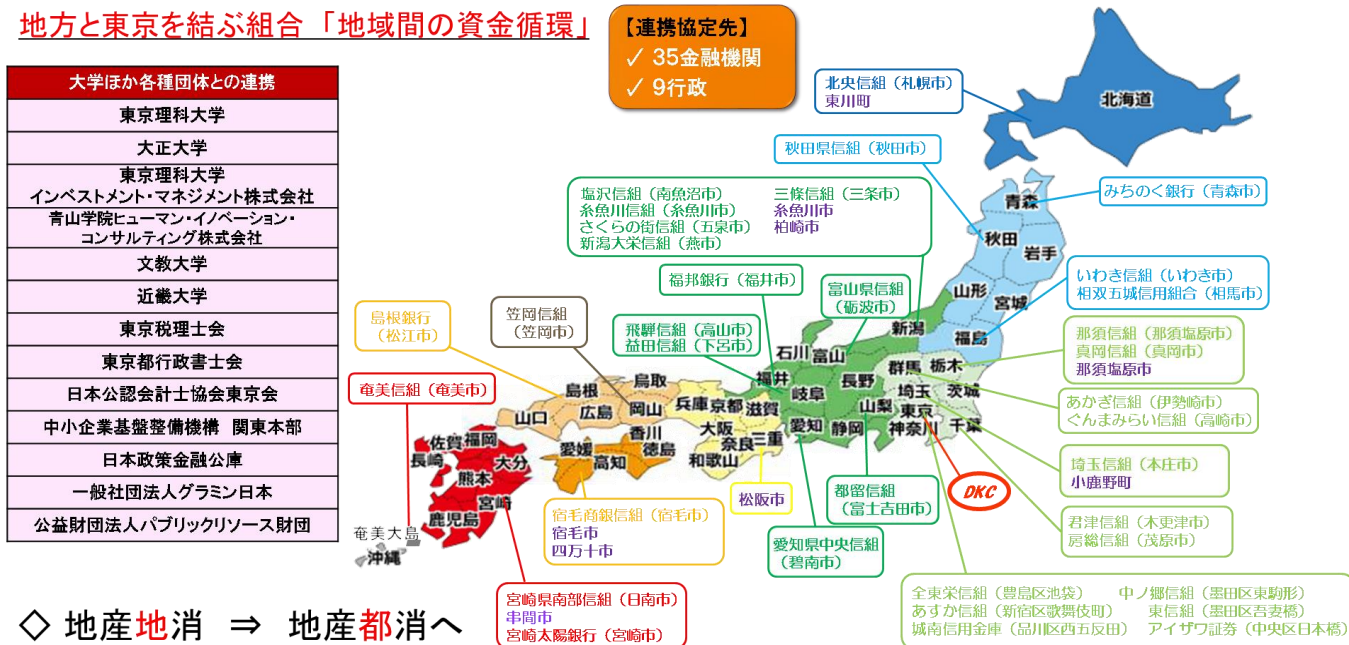 地方と東京を結ぶ組合「地域間の資金循環」
【連携協定先】
✓ 35金融機関
✓ 9行政
大学ほか各種団体との連携
東京理科大学
大正大学
東京理科大学
インベストメント・マネジメント株式会社
青山学院ヒューマン・イノベーション・
コンサルティング株式会社
文教大学
近畿大学
東京税理士会
東京都行政書士会
日本公認会計士協会東京会
中小企業基盤整備機構 関東本部
日本政策金融公庫
一般社団法人グラミン日本
公益財団法人パブリックリソース財団
北央信組（札幌市）
東川町
北海道
秋田県信組（秋田市）
みちのく銀行（青森市）
塩沢信組（南魚沼市） 三條信組（三条市）
糸魚川信組（糸魚川市） 糸魚川市
さくらの街信組（五泉市） 柏崎市
新潟大栄信組（燕市）
いわき信組（いわき市）
相双五城信用組合（相馬市）
福邦銀行（福井市）
富山県信組
（砺波市）
飛騨信組（高山市）
益田信組（下呂市）
笠岡信組
（笠岡市）
島根銀行
（松江市）
奄美信組（奄美市）
那須信組（那須塩原市）
真岡信組（真岡市）
那須塩原市
あかぎ信組（伊勢崎市）
ぐんまみらい信組（高崎市）
埼玉信組（本庄市）
小鹿野町
君津信組（木更津市）
房総信組（茂原市）
DKC
都留信組
（富士吉田市）
愛知県中央信組
（碧南市）
松阪市
宿毛商銀信組（宿毛市）
宿毛市
四万十市
宮崎県南部信組（日南市）
串間市
宮崎太陽銀行（宮崎市）
全東栄信組（豊島区池袋） 中ノ郷信組（墨田区東駒形）
あすか信組（新宿区歌舞伎町） 東信組（墨田区吾妻橋）
城南信用金庫（品川区西五反田） アイザワ証券（中央区日本橋）
青森
秋田
岩手
山形
宮城
福島
新潟
石川
富山
福井
長野
群馬
栃木
茨城
埼玉
東京
千葉
神奈川
山梨
静岡
岐阜
愛知
滋賀
京都
兵庫
大阪
奈良
三重
和歌山
鳥取
島根
岡山
広島
山口
香川
徳島
愛媛
高知
福岡
佐賀
長崎
大分
熊本
宮崎
鹿児島
奄美大島
沖縄
◇ 地産地消 ⇒ 地産都消へ